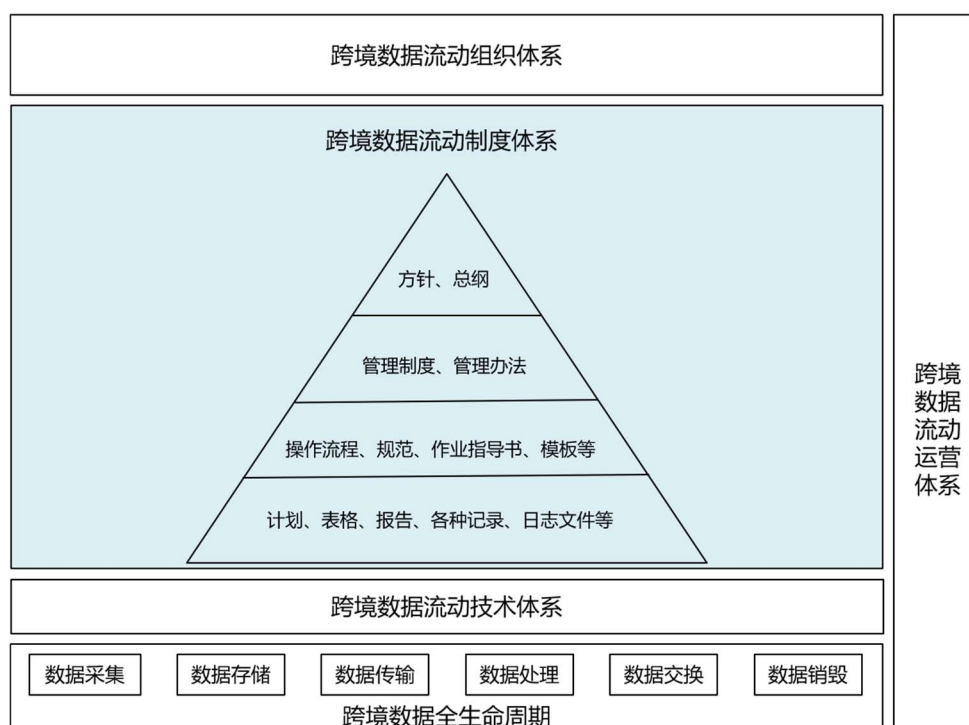 跨境数据流动组织体系
跨境数据流动制度体系
方针、总纲
管理制度、管理办法
操作流程、规范、作业指导书、模板等
计划、表格、报告、各种记录、日志文件等
跨境数据流动技术体系
数据采集
数据存储
数据传输
数据处理
数据交换
数据销毁
跨境数据全生命周期
跨境
数据
流动
运营
体系